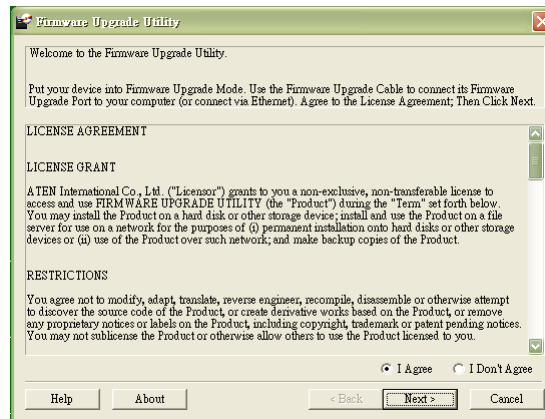 Firmware Upgrade Utility
Welcome to the Firmware Upgrade Utility.
Put your device into Firmware Upgrade Mode. Use the Firmware Upgrade Cable to connect its Firmware
Upgrade Port to your computer (or connect via Ethernet). Agree to the License Agreement; Then Click Next.
LICENSE AGREEMENT
LICENSE GRANT
ATEN International Co., Ltd. ("Licensor") grants to you a non-exclusive, non-transferable license to
access and use FIRMWARE UPGRADE UTILITY (the "Product") during the "Term" set forth below.
You may install the Product on a hard disk or other storage device; install and use the Product on a file
server for use on a network for the purposes of (i) permanent installation onto hard disks or other storage
devices or (ii) use of the Product over such network; and make backup copies of the Product.
RESTRICTIONS
You agree not to modify, adapt, translate, reverse engineer, recompile, disassemble or otherwise attempt
to discover the source code of the Product, or create derivative works based on the Product, or remove
any proprietary notices or labels on the Product, including copyright, trademark or patent pending notices.
You may not sublicense the Product or otherwise allow others to use the Product licensed to you.
I Agree I Don't Agree
Help About < Back Next > Cancel